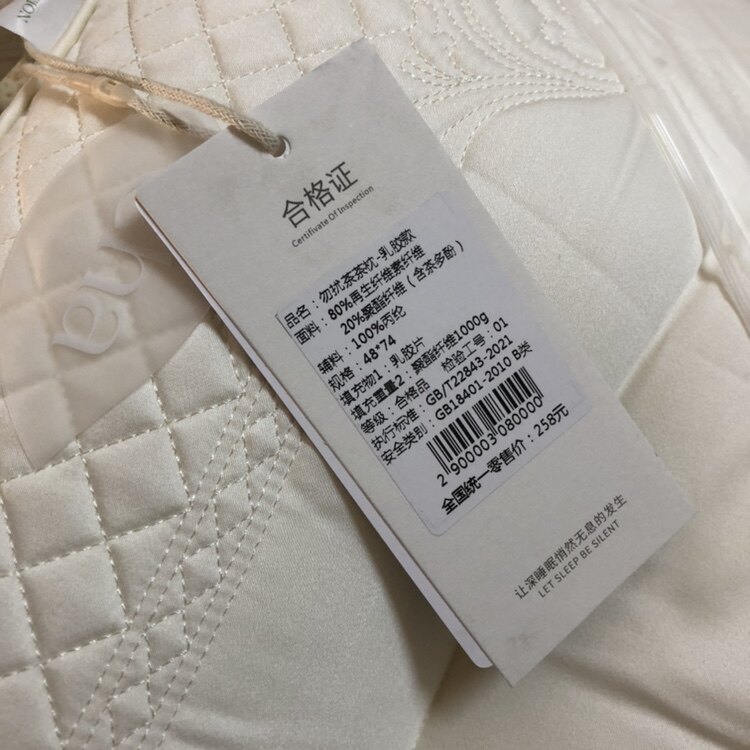 合格证
Certifivate Of Inspection
品名：勿扰茶茶枕-乳胶款
面料：80%再生纤维素纤维
20%聚酯纤维（含茶多酚）
辅料：100%丙纶
规格：48*74
填充物1：乳胶片
填充重量2：聚酯纤维1000g
等级：合格品 检验工号：01
执行标准：GB/T22843-2021
安全类别：GB18401-2010 B类
2 900003 080000
全国统一零售价：258元
让深睡眠悄然无息的发生
LET SLEEP BE SILENT